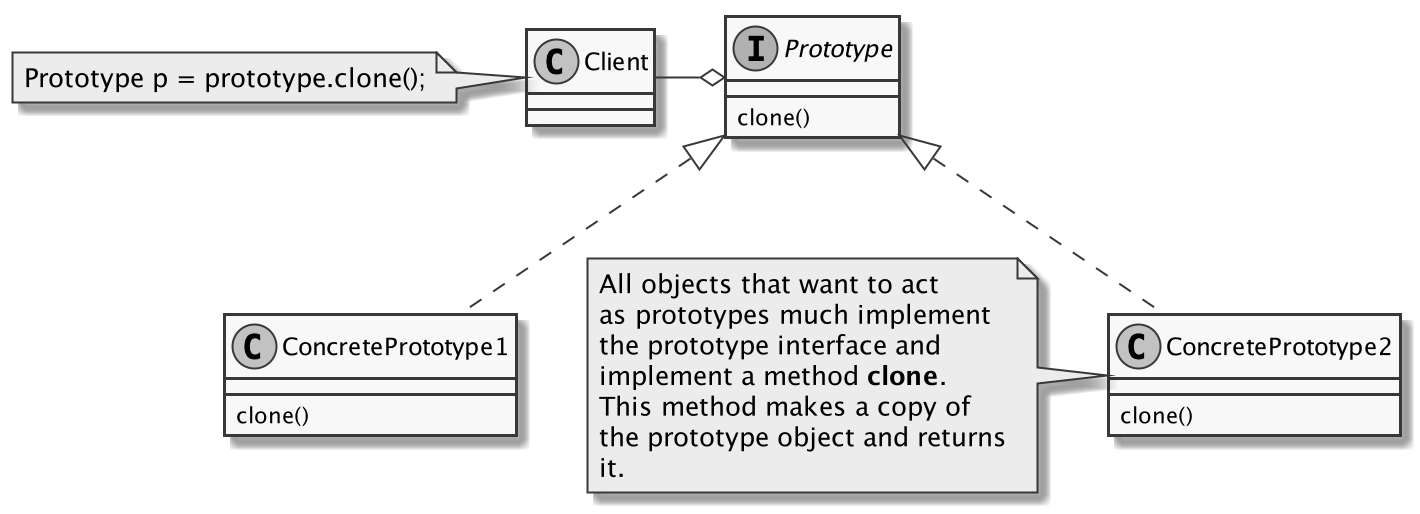 Prototype p = prototype.clone();
C Client
I Prototype
clone()
C ConcretePrototype1
clone()
All objects that want to act
as prototypes much implement
the prototype interface and
implement a method clone.
This method makes a copy of
the prototype object and returns
it.
C ConcretePrototype2
clone()